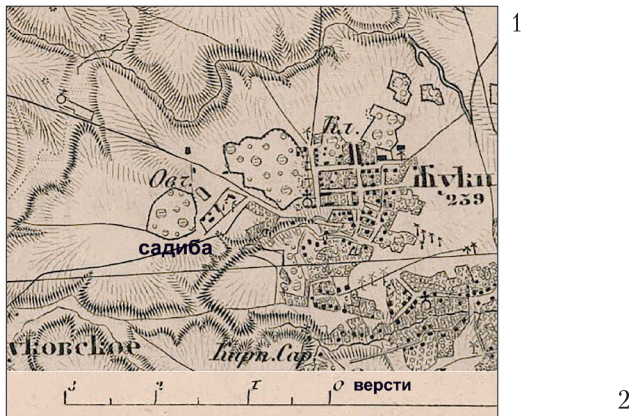 1
Кл.
Жуки
Овч.
239
садиба
Кирп. Сар.
уковское
3 2 1 0 версти
2